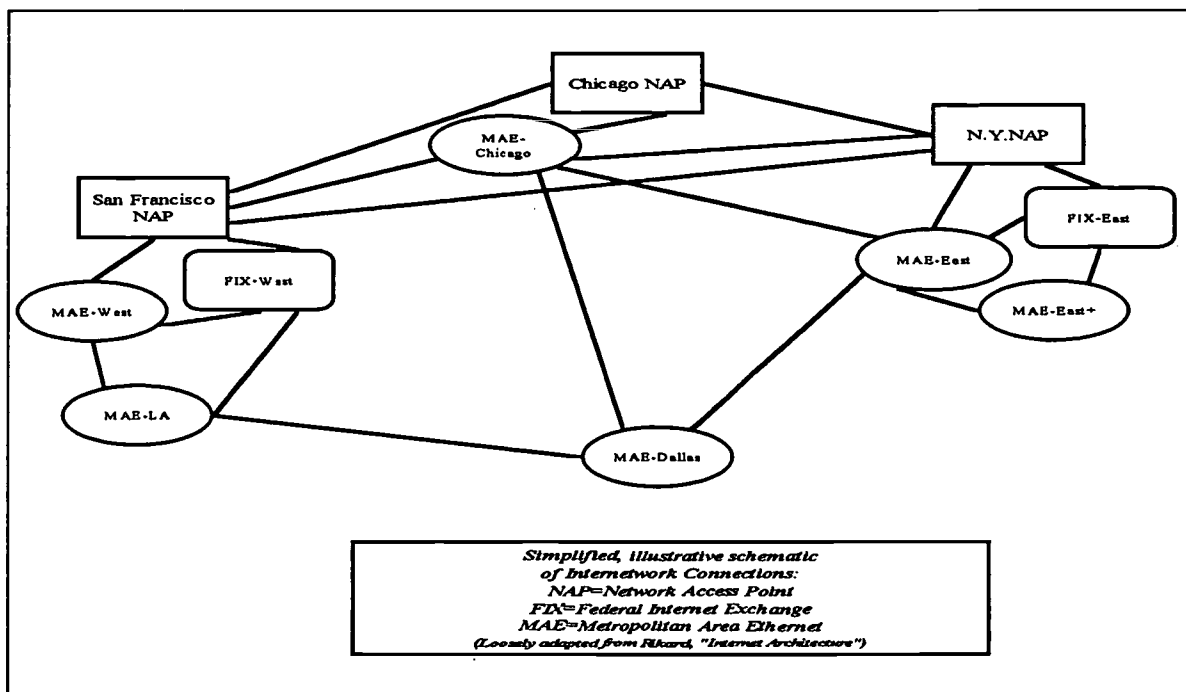 Chicago NAP
MAE-
Chicago
N.Y.NAP
San Francisco
NAP
FIX-East
MAE-East
FIX-West
MAE-West
MAE-East+
MAE-LA
MAE-Dallas
Simplified, illustrative schematic
of Internetwork Connections:
NAP=Network Access Point
FIX=Federal Internet Exchange
MAE=Metropolitan Area Ethernet
(Loosely adapted from Rikard, "Internet Architecture")